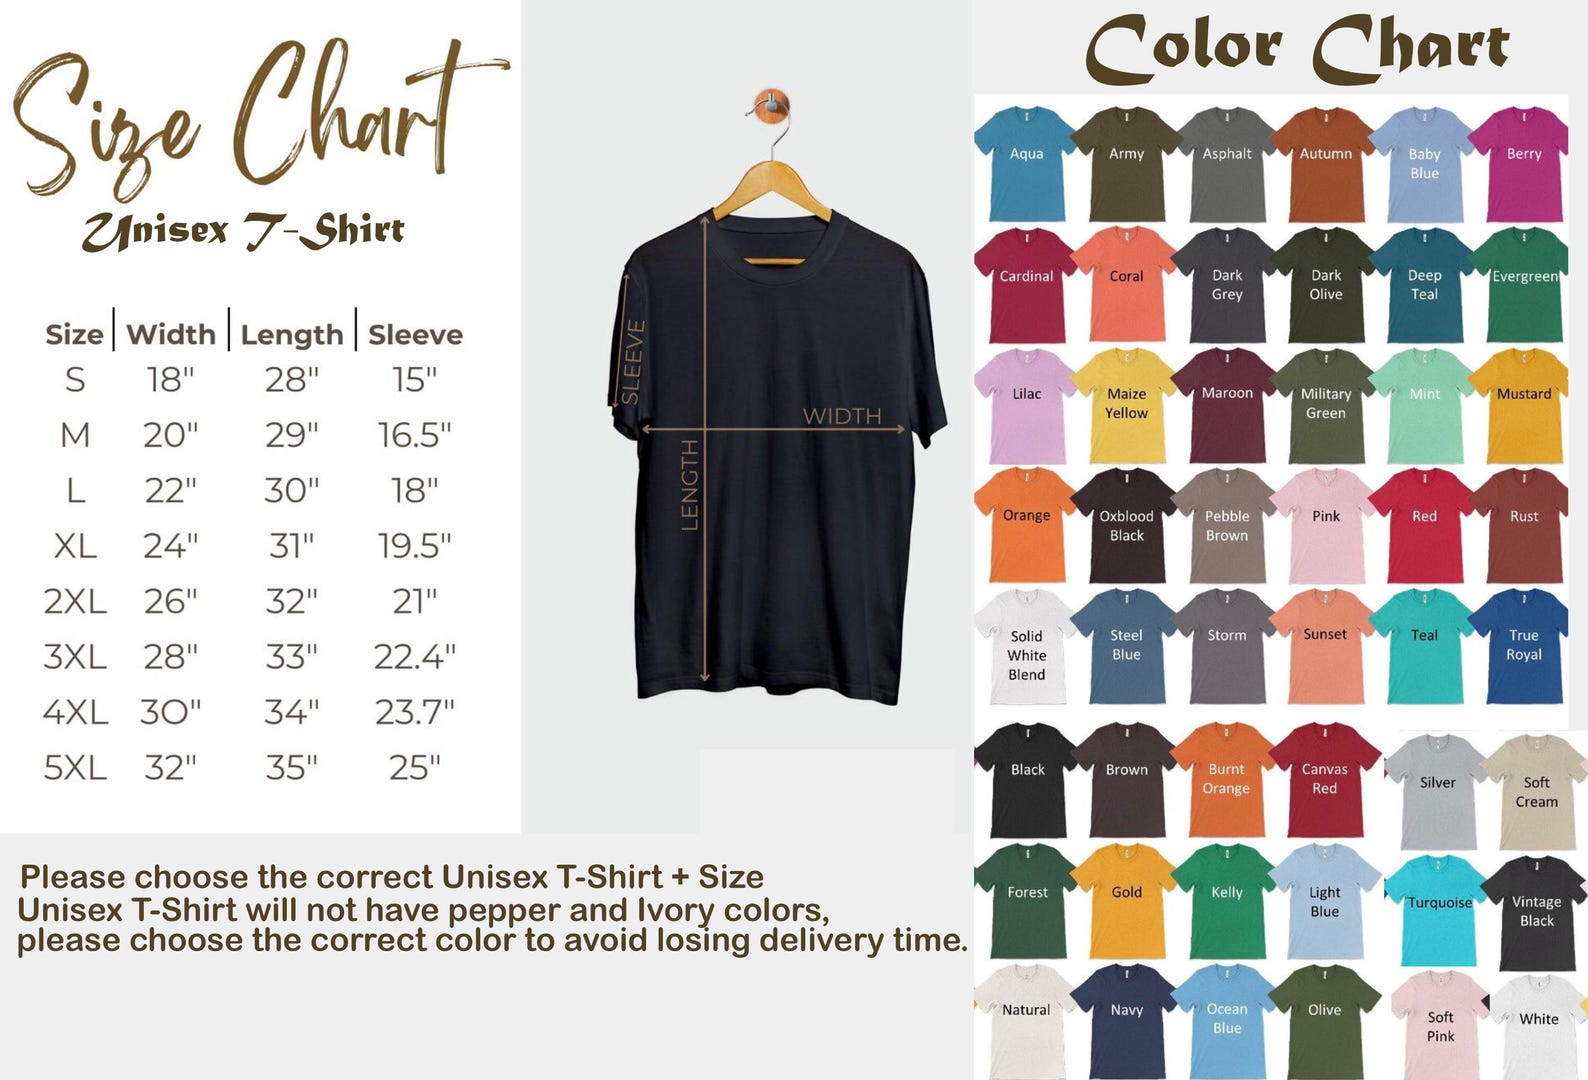 Size Chart
Unisex T-Shirt
Size Width Length Sleeve
S 18" 28" 15"
M 20" 29" 16.5"
L 22" 30" 18"
XL 24" 31" 19.5"
2XL 26" 32" 21"
3XL 28" 33" 22.4"
4XL 30" 34" 23.7"
5XL 32" 35" 25"
SLEEVE
WIDTH
LENGTH
Please choose the correct Unisex T-Shirt + Size
Unisex T-Shirt will not have pepper and Ivory colors,
please choose the correct color to avoid losing delivery time.
Color Chart
Aqua
Army
Asphalt
Autumn
Baby
Blue
Berry
Cardinal
Coral
Dark
Grey
Dark
Olive
Deep
Teal
Evergreen
Lilac
Maize
Yellow
Maroon
Military
Green
Mint
Mustard
Orange
Oxblood
Black
Pebble
Brown
Pink
Red
Rust
Solid
White
Blend
Steel
Blue
Storm
Sunset
Teal
True
Royal
Black
Brown
Burnt
Orange
Canvas
Red
Silver
Soft
Cream
Forest
Gold
Kelly
Light
Blue
Turquoise
Vintage
Black
Natural
Navy
Ocean
Blue
Olive
Soft
Pink
White